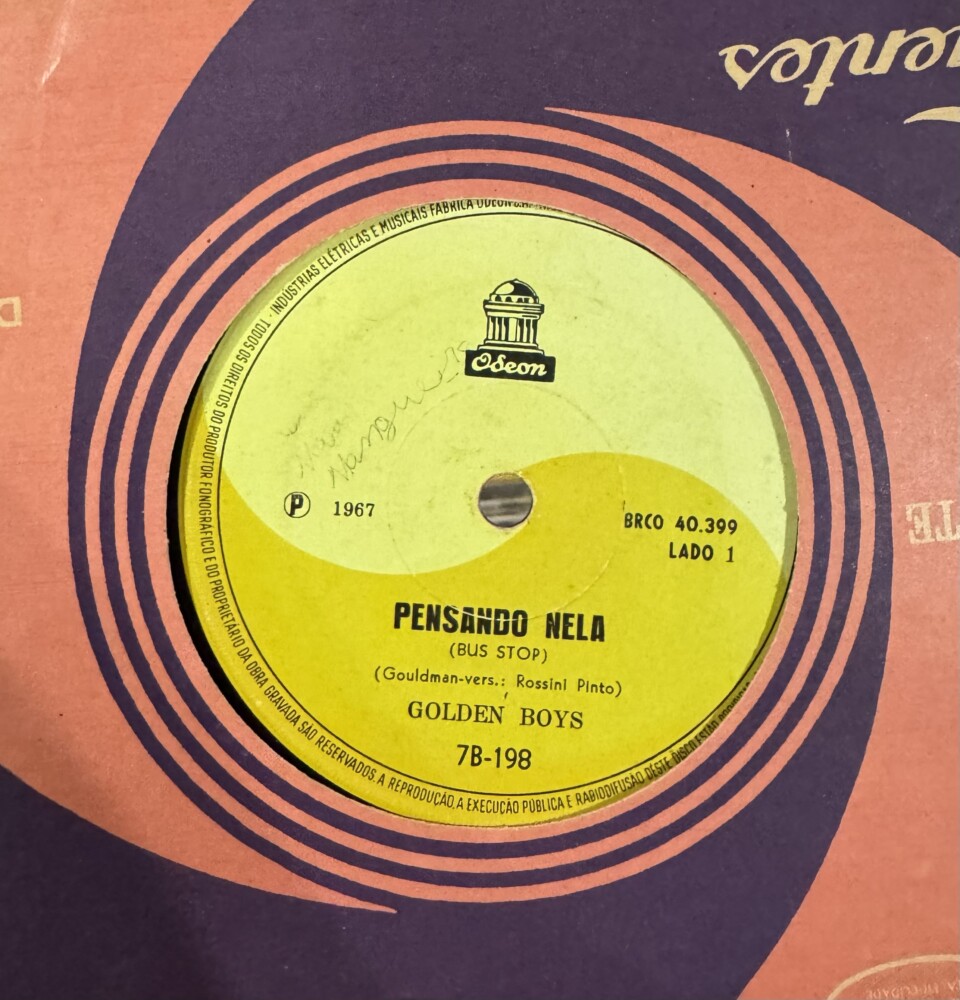 INDÚSTRIAS ELÉTRICAS E MUSICAIS FÁBRICA ODEON
TODOS OS DIREITOS DO PRODUTOR FONOGRÁFICO E DO PROPRIETÁRIO DA OBRA GRAVADA SÃO RESERVADOS. A REPRODUÇÃO, A EXECUÇÃO PÚBLICA E RABIODIFUSÃO DÊSTE DISCO ESTÃO
Odeon
P 1967
BRCO 40.399
LADO 1
PENSANDO NELA
(BUS STOP)
(Gouldman-vers.: Rossini Pinto)
GOLDEN BOYS
7B-198